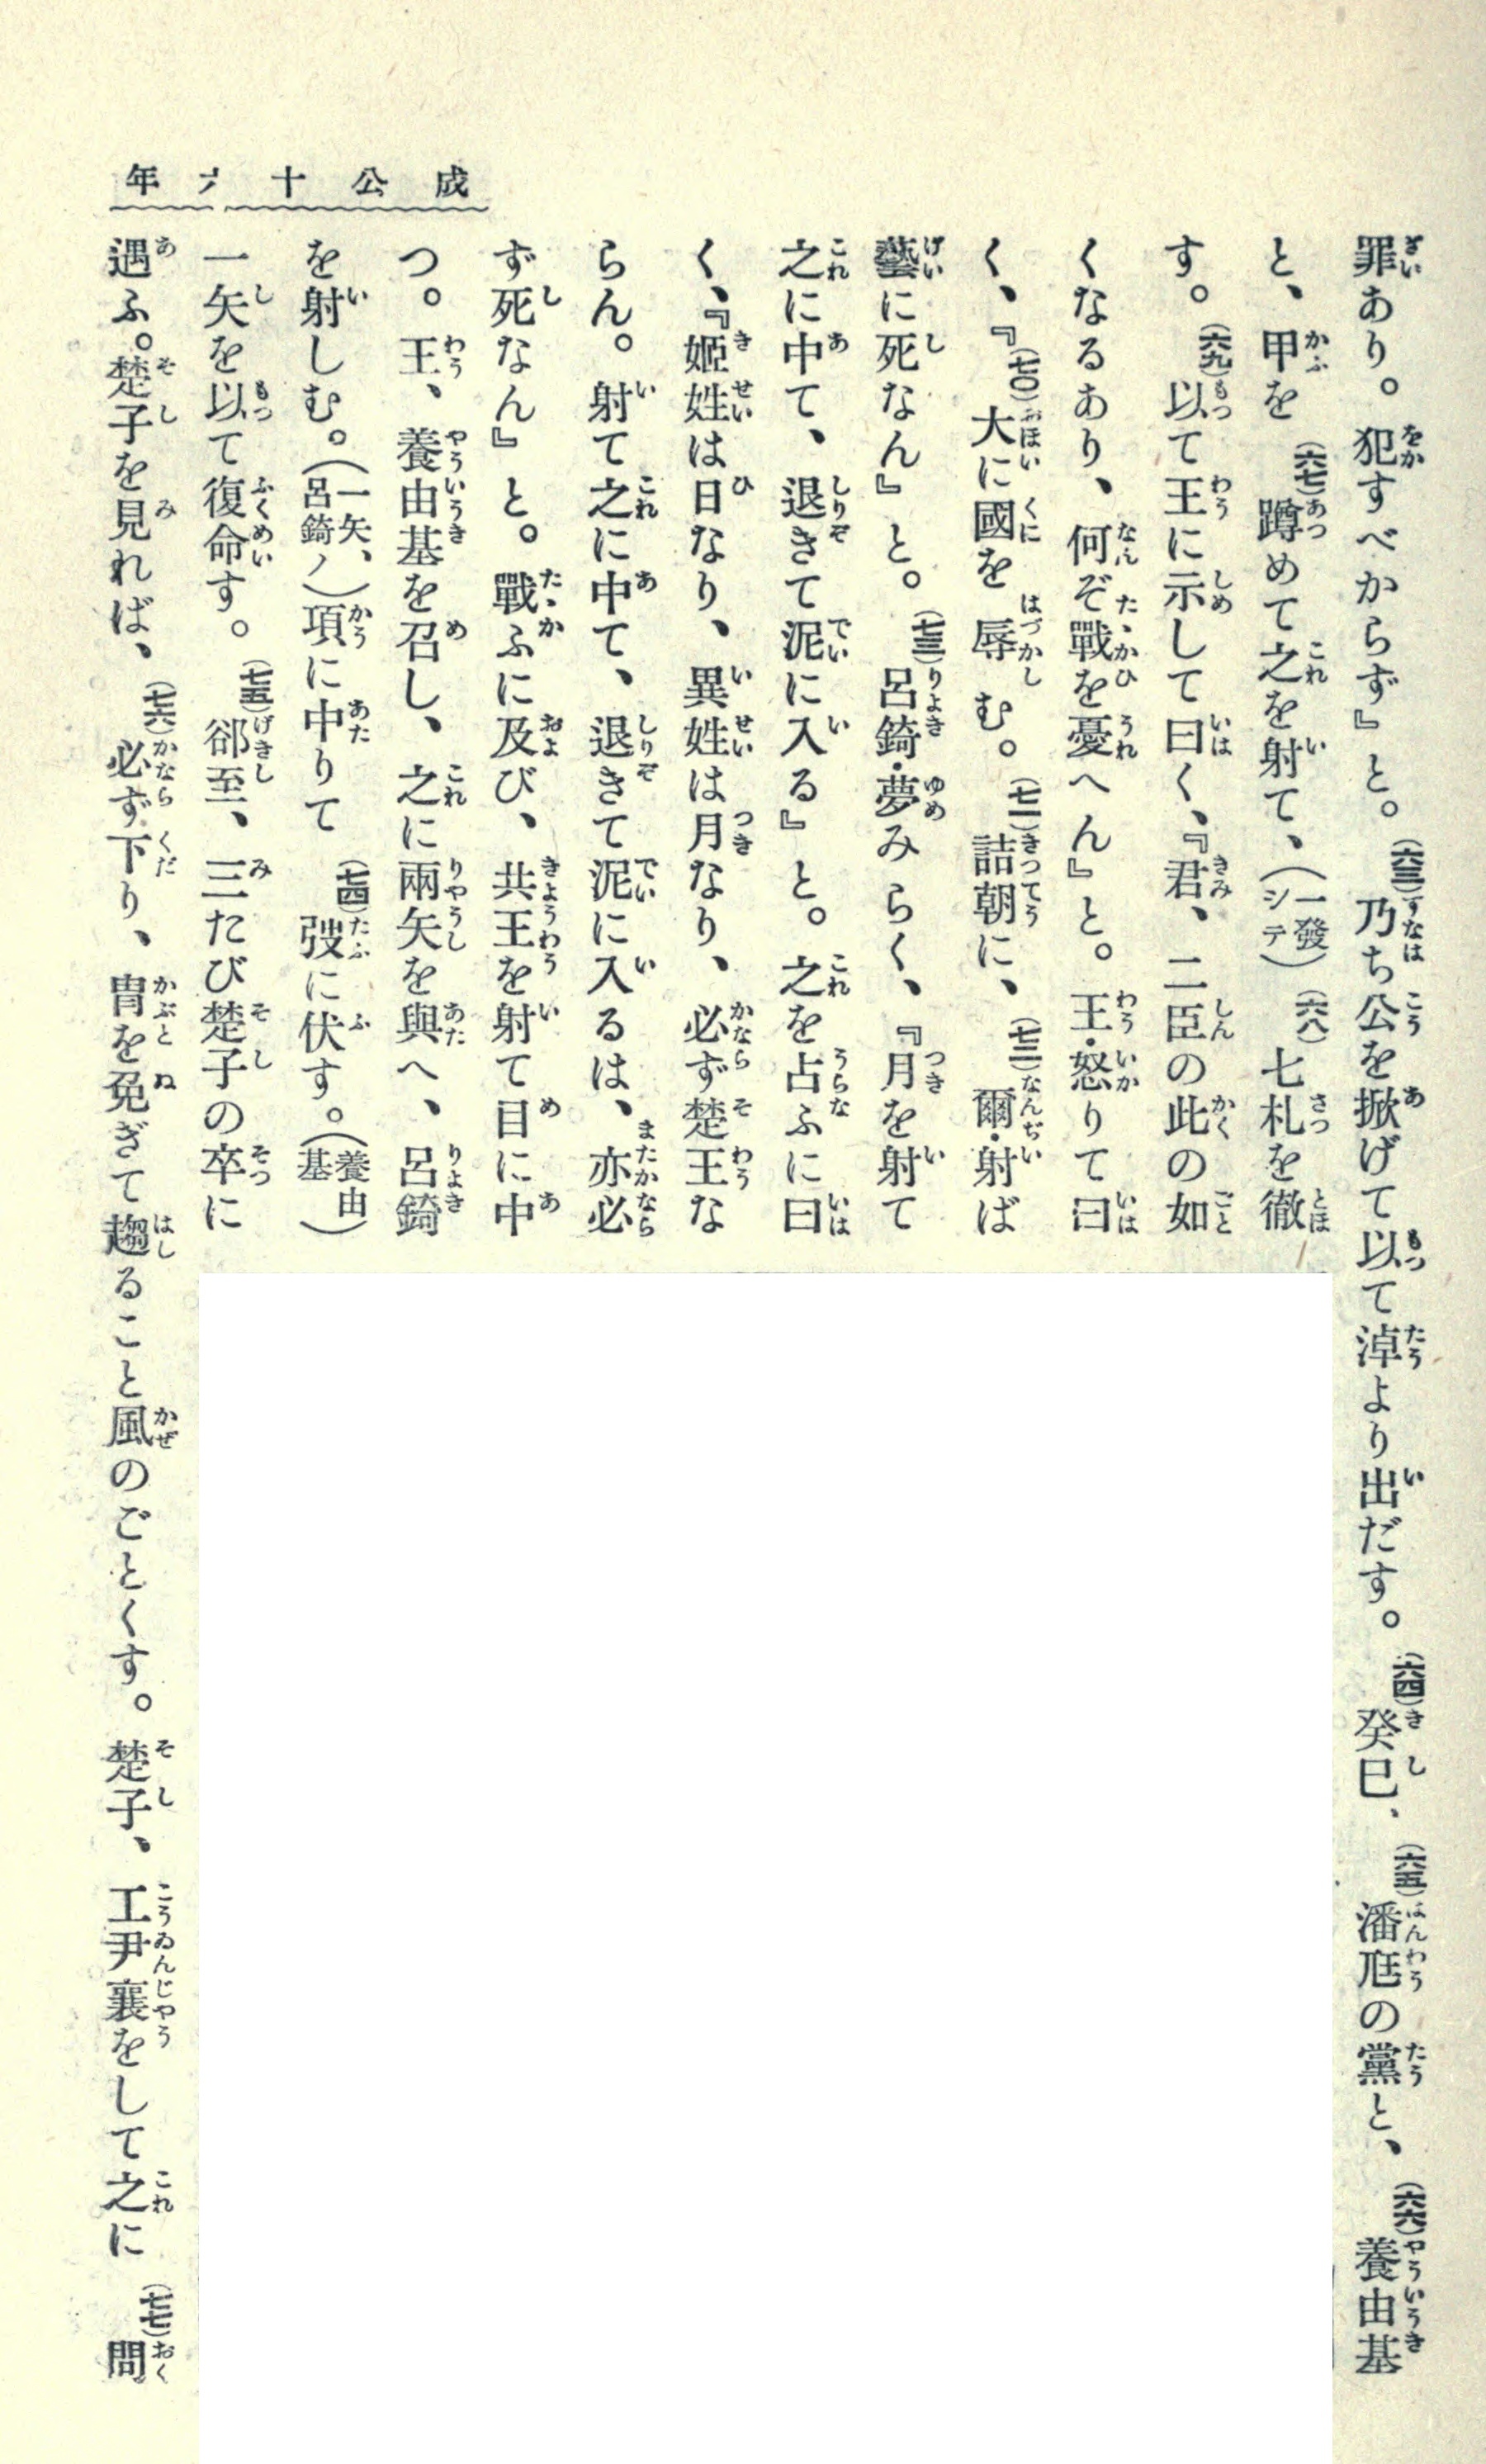 成公十六年
罪あり。犯すべからず』と。(六三)乃ち公を掀げて以て淖より出だす。(六四)癸巳、(六五)潘尫の黨と、(六六)養由基
と、甲を(六七)蹲めて之を射て、(一發シテ)(六八)七札を徹
す。(六九)以て王に示して曰く、『君、二臣の此の如
くなるあり、何ぞ戰を憂へん』と。王・怒りて曰
く、『(七〇)大に國を辱む。(七一)詰朝に、(七二)爾・射ば
藝に死なん』と。(七三)呂錡・夢みらく、『月を射て
之に中て、退きて泥に入る』と。之を占ふに曰
く、『姬姓は日なり、異姓は月なり、必ず楚王な
らん。射て之に中て、退きて泥に入るは、亦必
ず死なん』と。戰ふに及び、共王を射て目に中
つ。王、養由基を召し、之に兩矢を與へ、呂錡
を射しむ。(一矢、呂錡ノ)項に中りて(七四)弢に伏す。(養由基)
一矢を以て復命す。(七五)郤至、三たび楚子の卒に
遇ふ。楚子を見れば、(七六)必ず下り、冑を免ぎて趨ること風のごとくす。楚子、工尹襄をして之に(七七)問